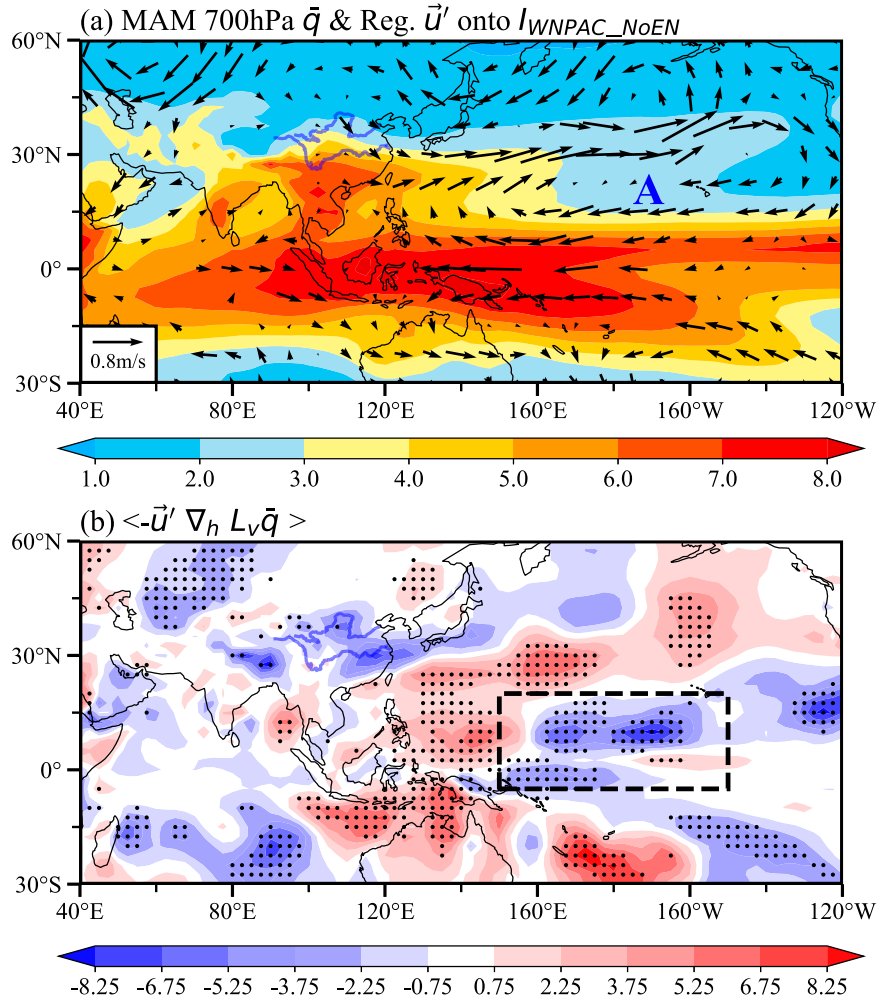 (a) MAM 700hPa q̄ & Reg. u⃗' onto I_WNPAC_NoEN
60°N
30°N
A
0°
0.8m/s
30°S
40°E 80°E 120°E 160°E 160°W 120°W
1.0 2.0 3.0 4.0 5.0 6.0 7.0 8.0
(b) <-u⃗' ∇_h L_v q̄ >
60°N
30°N
0°
30°S
40°E 80°E 120°E 160°E 160°W 120°W
-8.25 -6.75 -5.25 -3.75 -2.25 -0.75 0.75 2.25 3.75 5.25 6.75 8.25